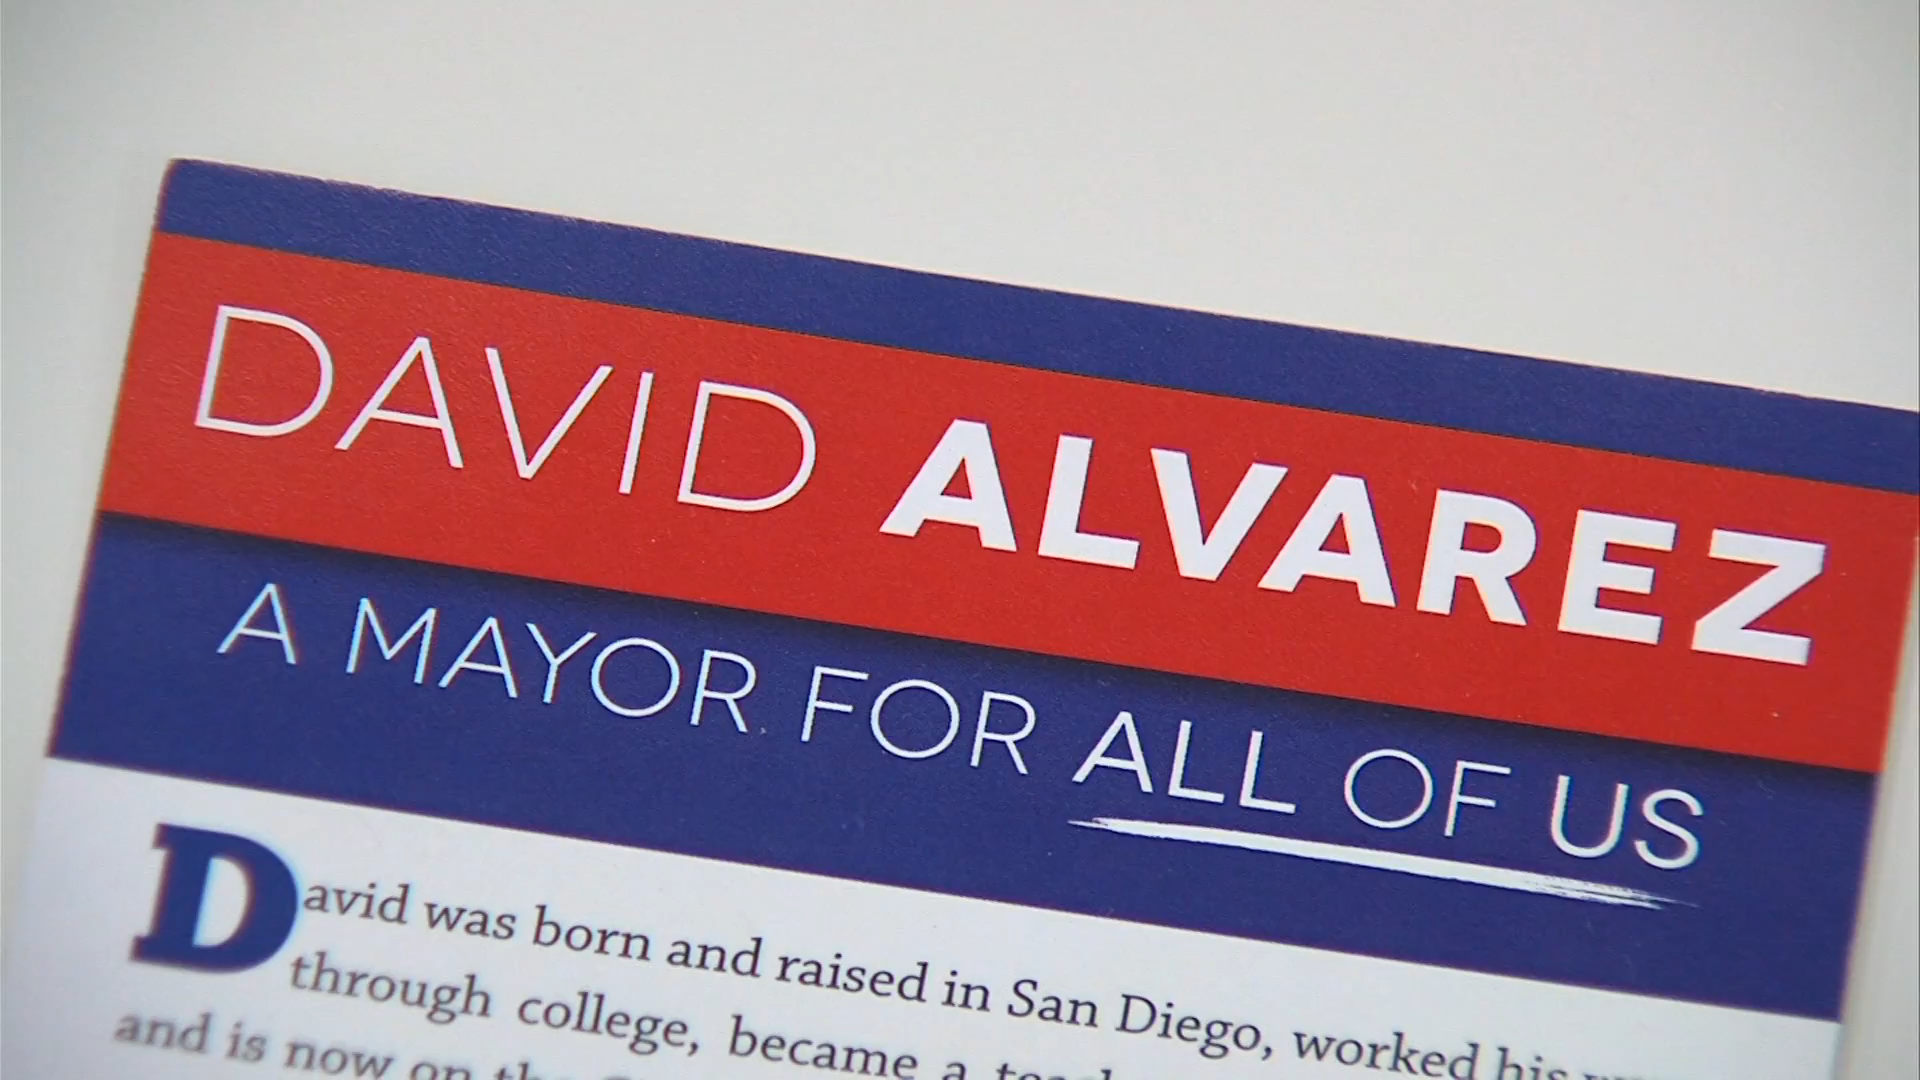 DAVID ALVAREZ
A MAYOR FOR ALL OF US
David was born and raised in San Diego, worked his
through college, became a
and is now on the